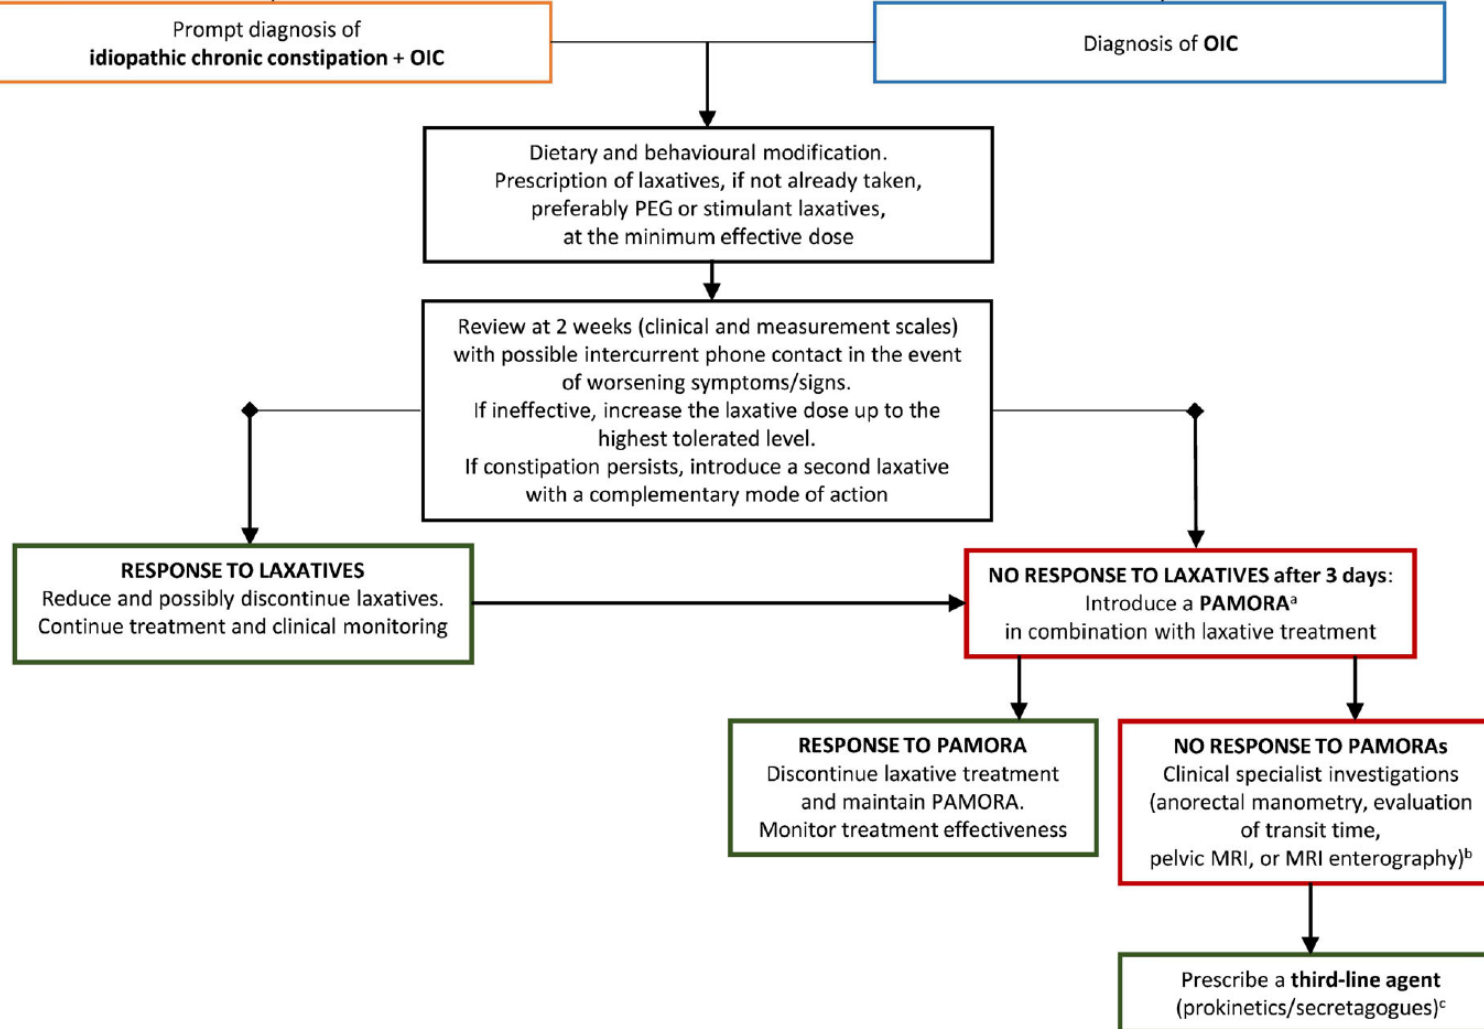 Prompt diagnosis of
idiopathic chronic constipation + OIC
Diagnosis of OIC
Dietary and behavioural modification.
Prescription of laxatives, if not already taken,
preferably PEG or stimulant laxatives,
at the minimum effective dose
Review at 2 weeks (clinical and measurement scales)
with possible intercurrent phone contact in the event
of worsening symptoms/signs.
If ineffective, increase the laxative dose up to the
highest tolerated level.
If constipation persists, introduce a second laxative
with a complementary mode of action
RESPONSE TO LAXATIVES
Reduce and possibly discontinue laxatives.
Continue treatment and clinical monitoring
NO RESPONSE TO LAXATIVES after 3 days:
Introduce a PAMORAᵃ
in combination with laxative treatment
RESPONSE TO PAMORA
Discontinue laxative treatment
and maintain PAMORA.
Monitor treatment effectiveness
NO RESPONSE TO PAMORAs
Clinical specialist investigations
(anorectal manometry, evaluation
of transit time,
pelvic MRI, or MRI enterography)ᵇ
Prescribe a third-line agent
(prokinetics/secretagogues)ᶜ